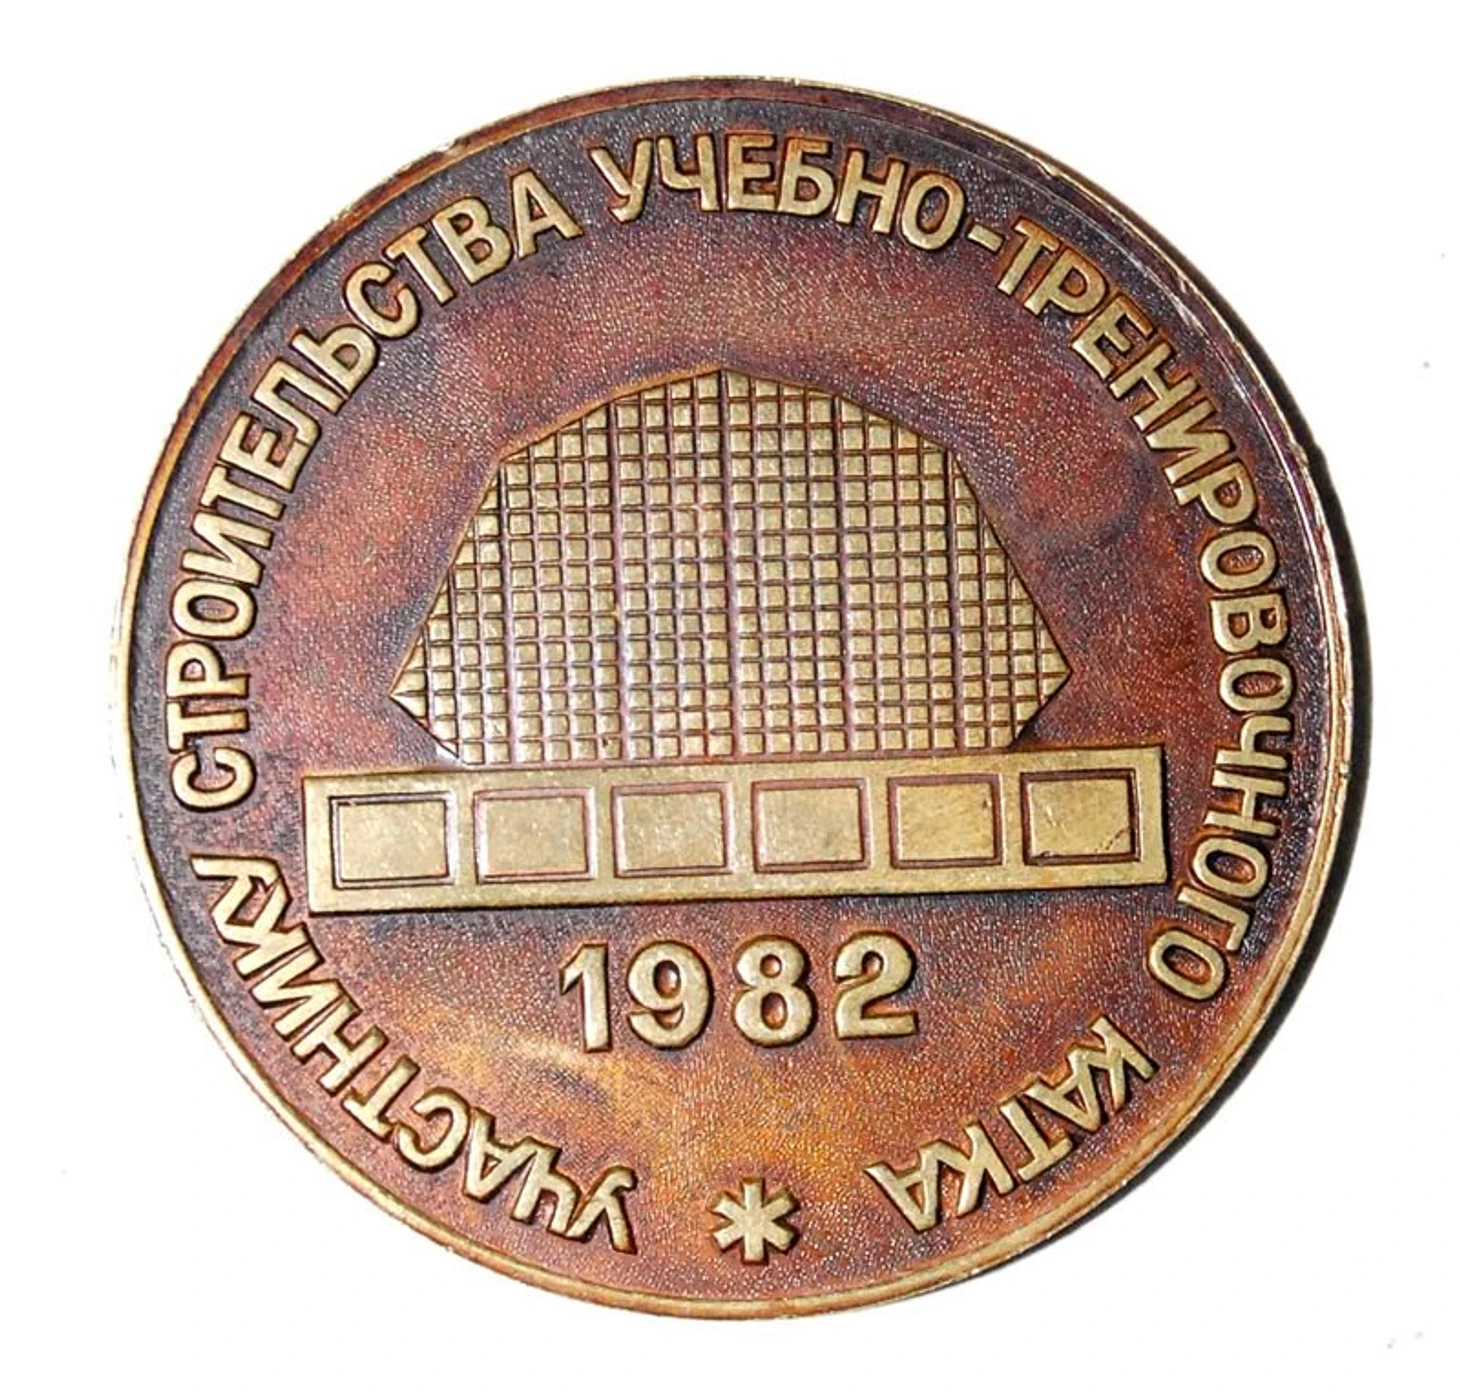 УЧАСТНИКУ СТРОИТЕЛЬСТВА УЧЕБНО-ТРЕНИРОВОЧНОГО КАТКА
1982